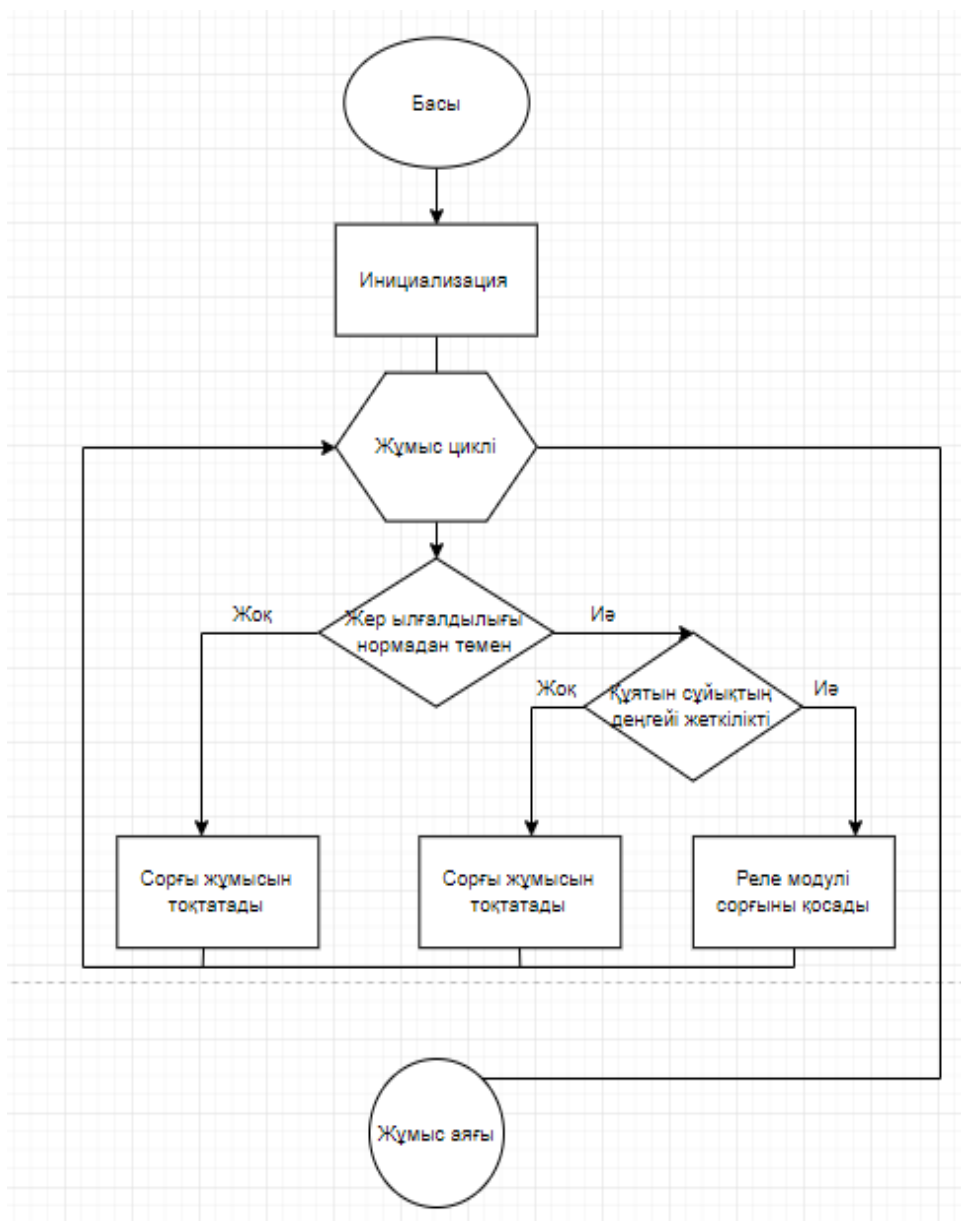 Басы
Инициализация
Жұмыс циклі
Жоқ
Жер ылғалдылығы
нормадан төмен
Иә
Жоқ
Құятын сұйықтың
деңгейі жеткілікті
Иә
Сорғы жұмысын
тоқтатады
Сорғы жұмысын
тоқтатады
Реле модулі
сорғыны қосады
Жұмыс аяғы